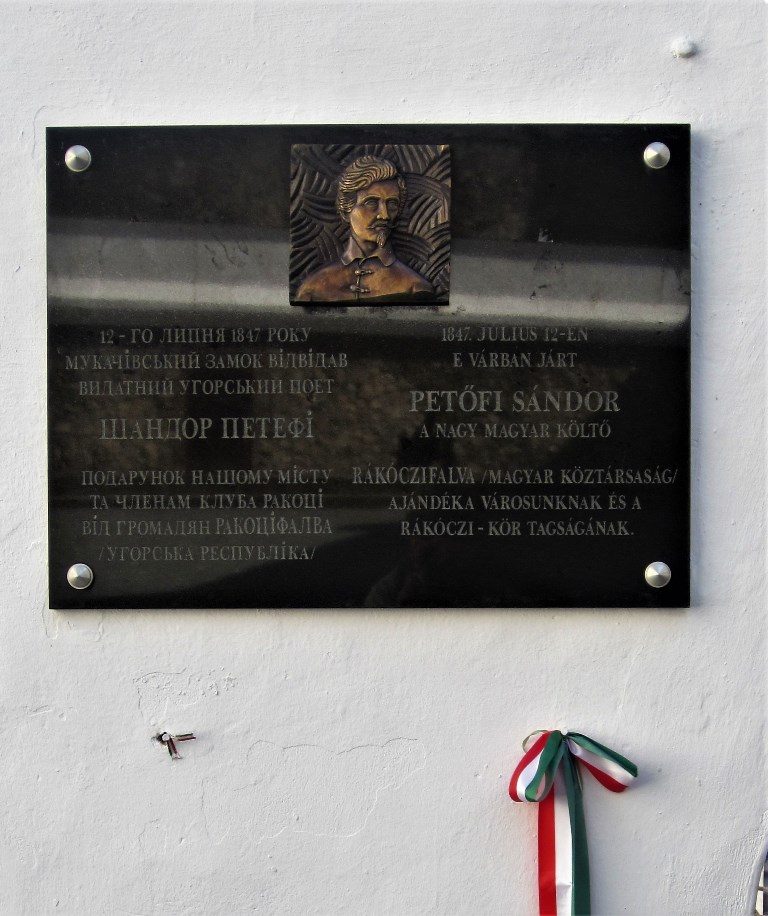 12 - ГО ЛИПНЯ 1847 РОКУ
МУКАЧІВСЬКИЙ ЗАМОК ВІДВІДАВ
ВИДАТНИЙ УГОРСЬКИЙ ПОЕТ
ШАНДОР ПЕТЕФІ
ПОДАРУНОК НАШОМУ МІСТУ
ТА ЧЛЕНАМ КЛУБА РАКОЦІ
ВІД ГРОМАДЯН РАКОЦІФАЛВА
/УГОРСЬКА РЕСПУБЛІКА/
1847. JÚLIUS 12-ÉN
E VÁRBAN JÁRT
PETŐFI SÁNDOR
A NAGY MAGYAR KÖLTŐ
RÁKÓCZIFALVA /MAGYAR KÖZTÁRSASÁG/
AJÁNDÉKA VÁROSUNKNAK ÉS A
RÁKÓCZI - KÖR TAGSÁGÁNAK.